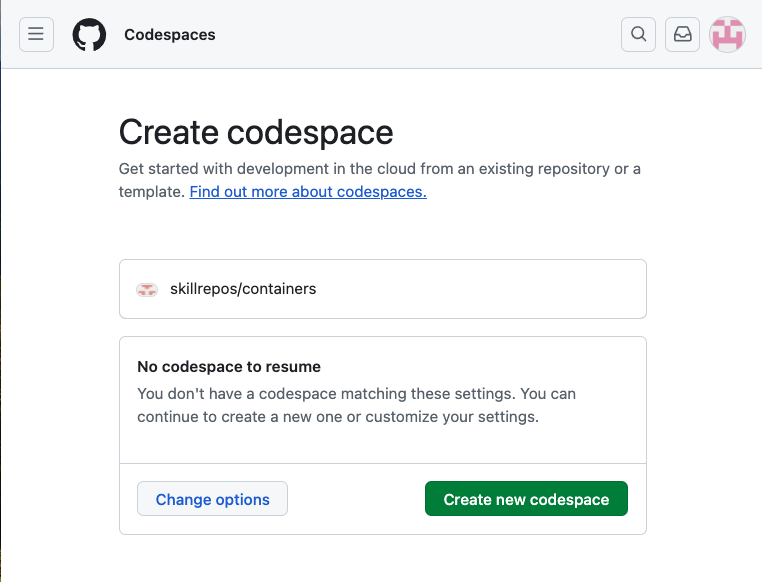 Codespaces
Create codespace
Get started with development in the cloud from an existing repository or a
template. Find out more about codespaces.
skillrepos/containers
No codespace to resume
You don't have a codespace matching these settings. You can
continue to create a new one or customize your settings.
Change options
Create new codespace